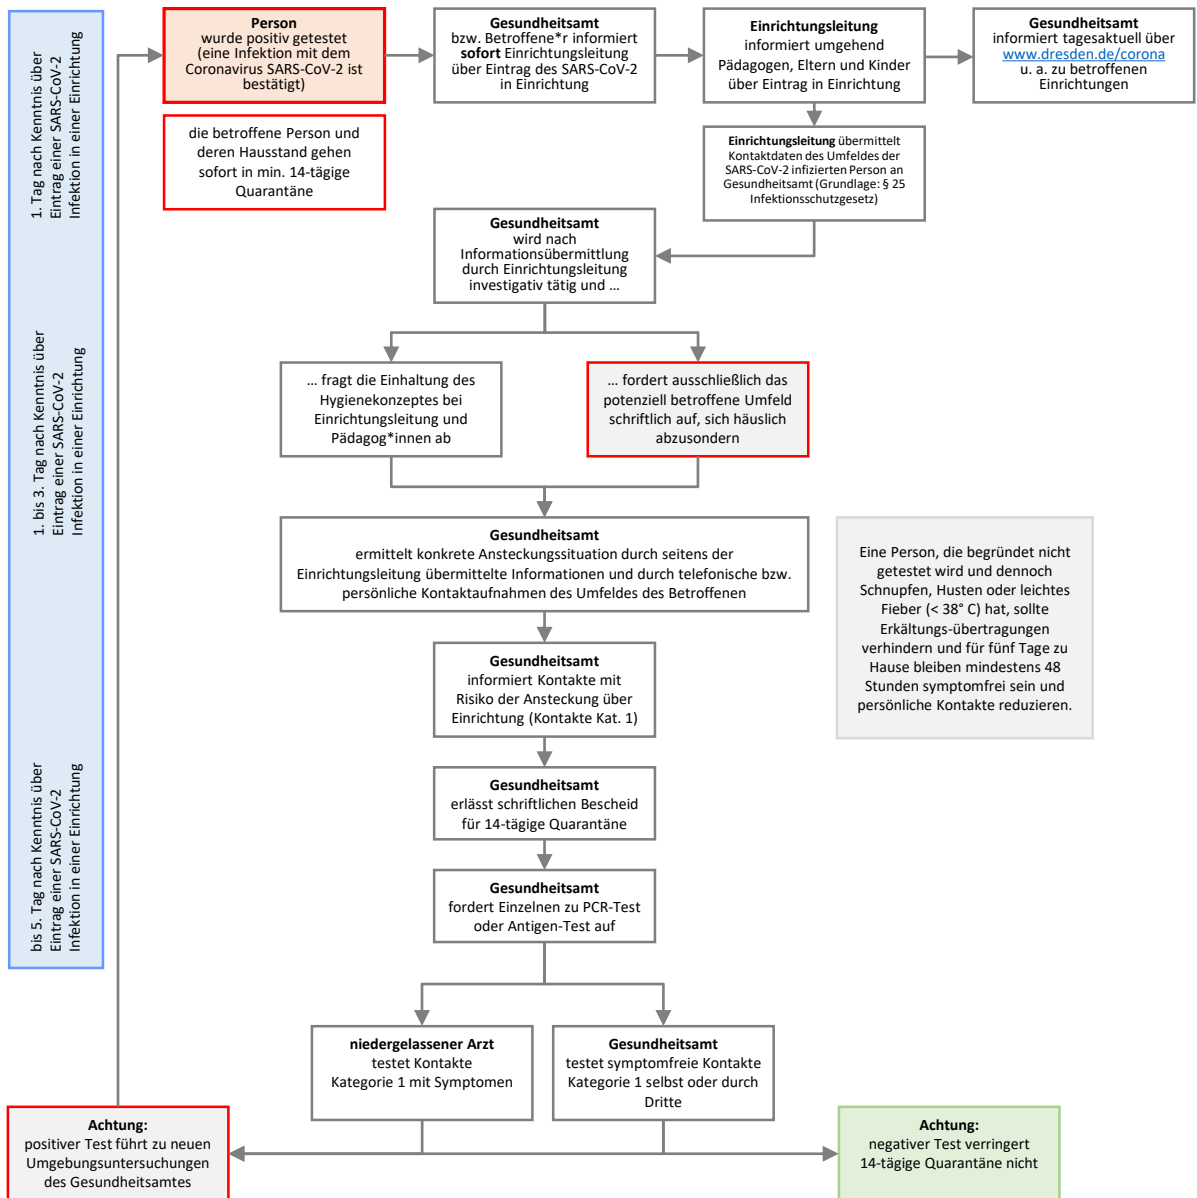 1. Tag nach Kenntnis über
Eintrag einer SARS-CoV-2
Infektion in einer Einrichtung
Person
wurde positiv getestet
(eine Infektion mit dem
Coronavirus SARS-CoV-2 ist
bestätigt)
Gesundheitsamt
bzw. Betroffene*r informiert
sofort Einrichtungsleitung
über Eintrag des SARS-CoV-2
in Einrichtung
Einrichtungsleitung
informiert umgehend
Pädagogen, Eltern und Kinder
über Eintrag in Einrichtung
Gesundheitsamt
informiert tagesaktuell über
www.dresden.de/corona
u. a. zu betroffenen
Einrichtungen
die betroffene Person und
deren Hausstand gehen
sofort in min. 14-tägige
Quarantäne
Einrichtungsleitung übermittelt
Kontaktdaten des Umfeldes der
SARS-CoV-2 infizierten Person an
Gesundheitsamt (Grundlage: § 25
Infektionsschutzgesetz)
Gesundheitsamt
wird nach
Informationsübermittlung
durch Einrichtungsleitung
investigativ tätig und …
1. bis 3. Tag nach Kenntnis über
Eintrag einer SARS-CoV-2
Infektion in einer Einrichtung
… fragt die Einhaltung des
Hygienekonzeptes bei
Einrichtungsleitung und
Pädagog*innen ab
… fordert ausschließlich das
potenziell betroffene Umfeld
schriftlich auf, sich häuslich
abzusondern
Gesundheitsamt
ermittelt konkrete Ansteckungssituation durch seitens der
Einrichtungsleitung übermittelte Informationen und durch telefonische bzw.
persönliche Kontaktaufnahmen des Umfeldes des Betroffenen
Eine Person, die begründet nicht
getestet wird und dennoch
Schnupfen, Husten oder leichtes
Fieber (< 38° C) hat, sollte
Erkältungs-übertragungen
verhindern und für fünf Tage zu
Hause bleiben mindestens 48
Stunden symptomfrei sein und
persönliche Kontakte reduzieren.
Gesundheitsamt
informiert Kontakte mit
Risiko der Ansteckung über
Einrichtung (Kontakte Kat. 1)
bis 5. Tag nach Kenntnis über
Eintrag einer SARS-CoV-2
Infektion in einer Einrichtung
Gesundheitsamt
erlässt schriftlichen Bescheid
für 14-tägige Quarantäne
Gesundheitsamt
fordert Einzelnen zu PCR-Test
oder Antigen-Test auf
niedergelassener Arzt
testet Kontakte
Kategorie 1 mit Symptomen
Gesundheitsamt
testet symptomfreie Kontakte
Kategorie 1 selbst oder durch
Dritte
Achtung:
positiver Test führt zu neuen
Umgebungsuntersuchungen
des Gesundheitsamtes
Achtung:
negativer Test verringert
14-tägige Quarantäne nicht